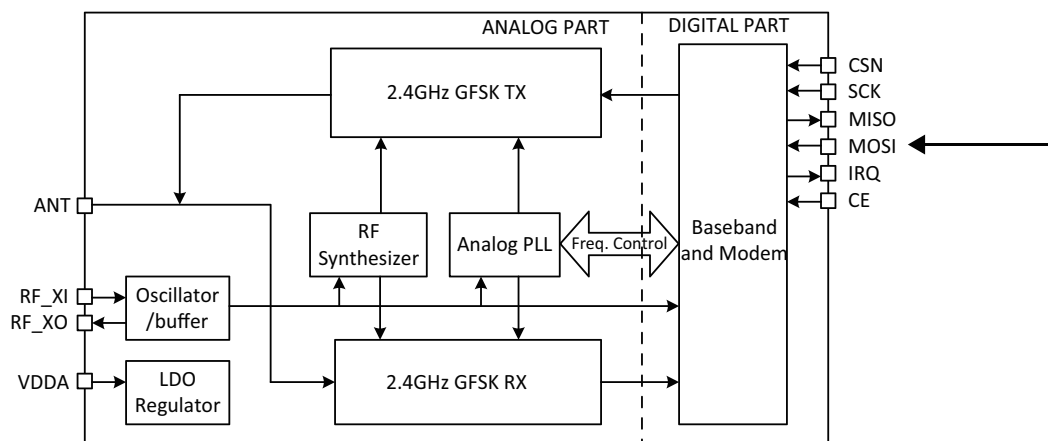 ANALOG PART
DIGITAL PART
2.4GHz GFSK TX
CSN
SCK
MISO
MOSI
IRQ
CE
ANT
RF
Synthesizer
Analog PLL
Freq. Control
Baseband
and Modem
RF_XI
RF_XO
Oscillator
/buffer
VDDA
LDO
Regulator
2.4GHz GFSK RX